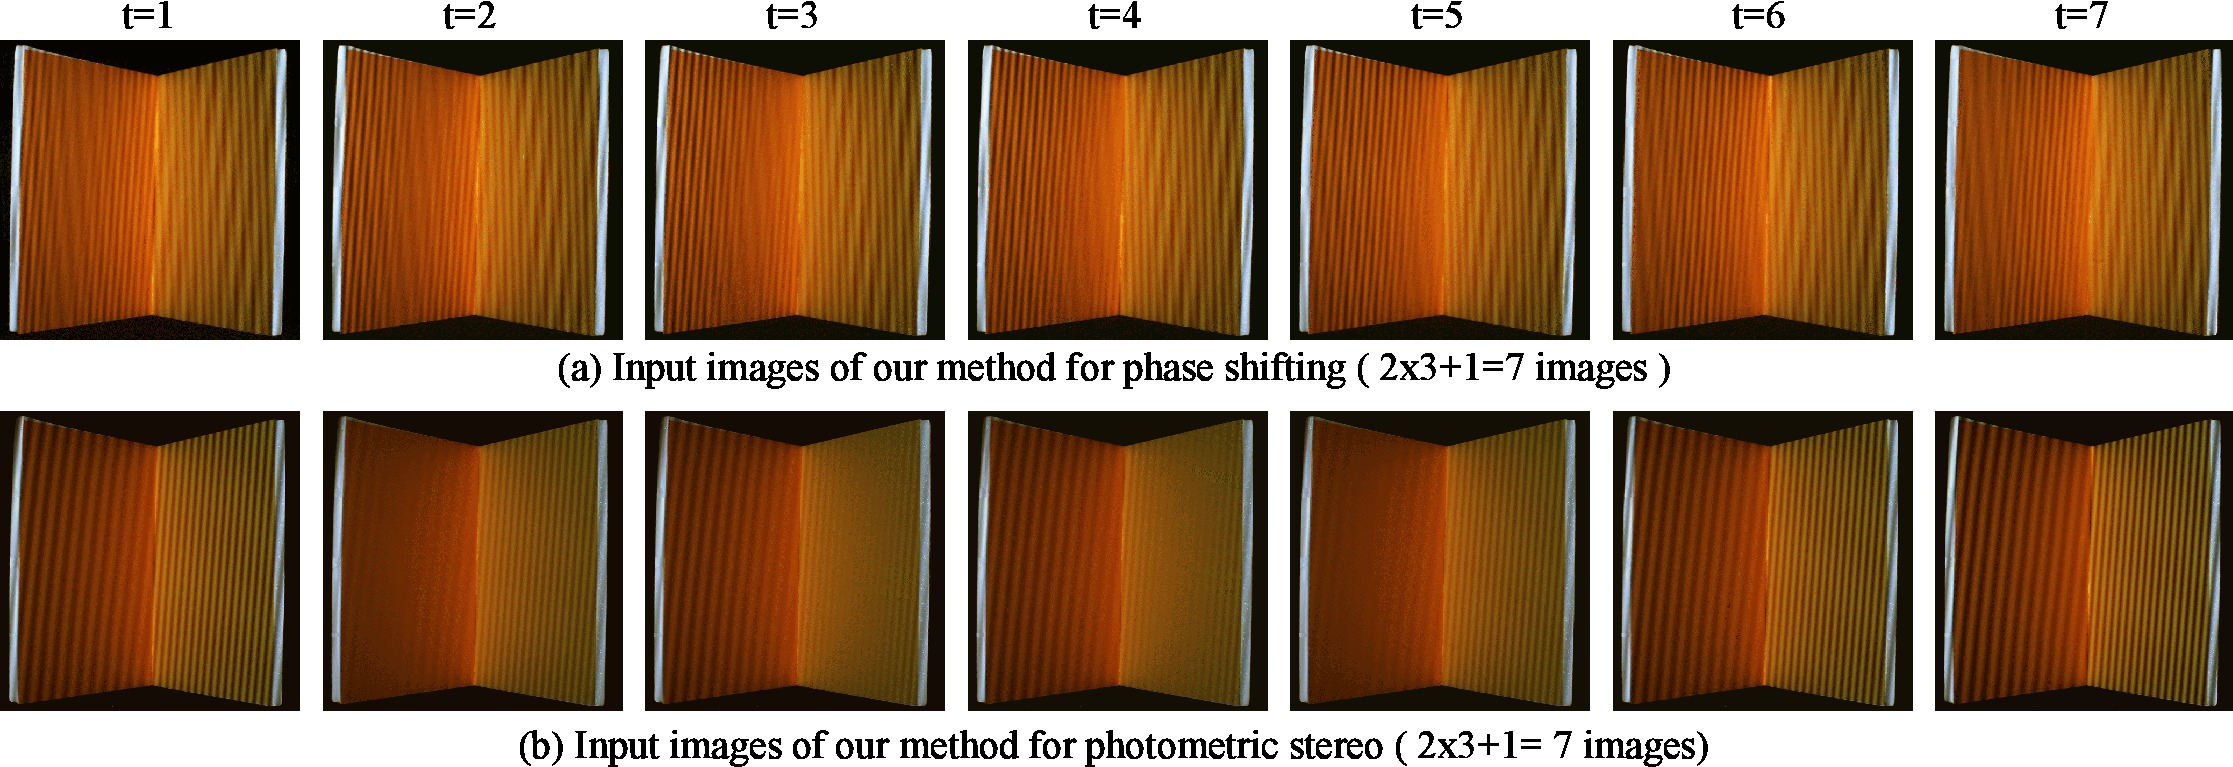 t=1 t=2 t=3 t=4 t=5 t=6 t=7
(a) Input images of our method for phase shifting ( 2x3+1=7 images )
(b) Input images of our method for photometric stereo ( 2x3+1= 7 images)